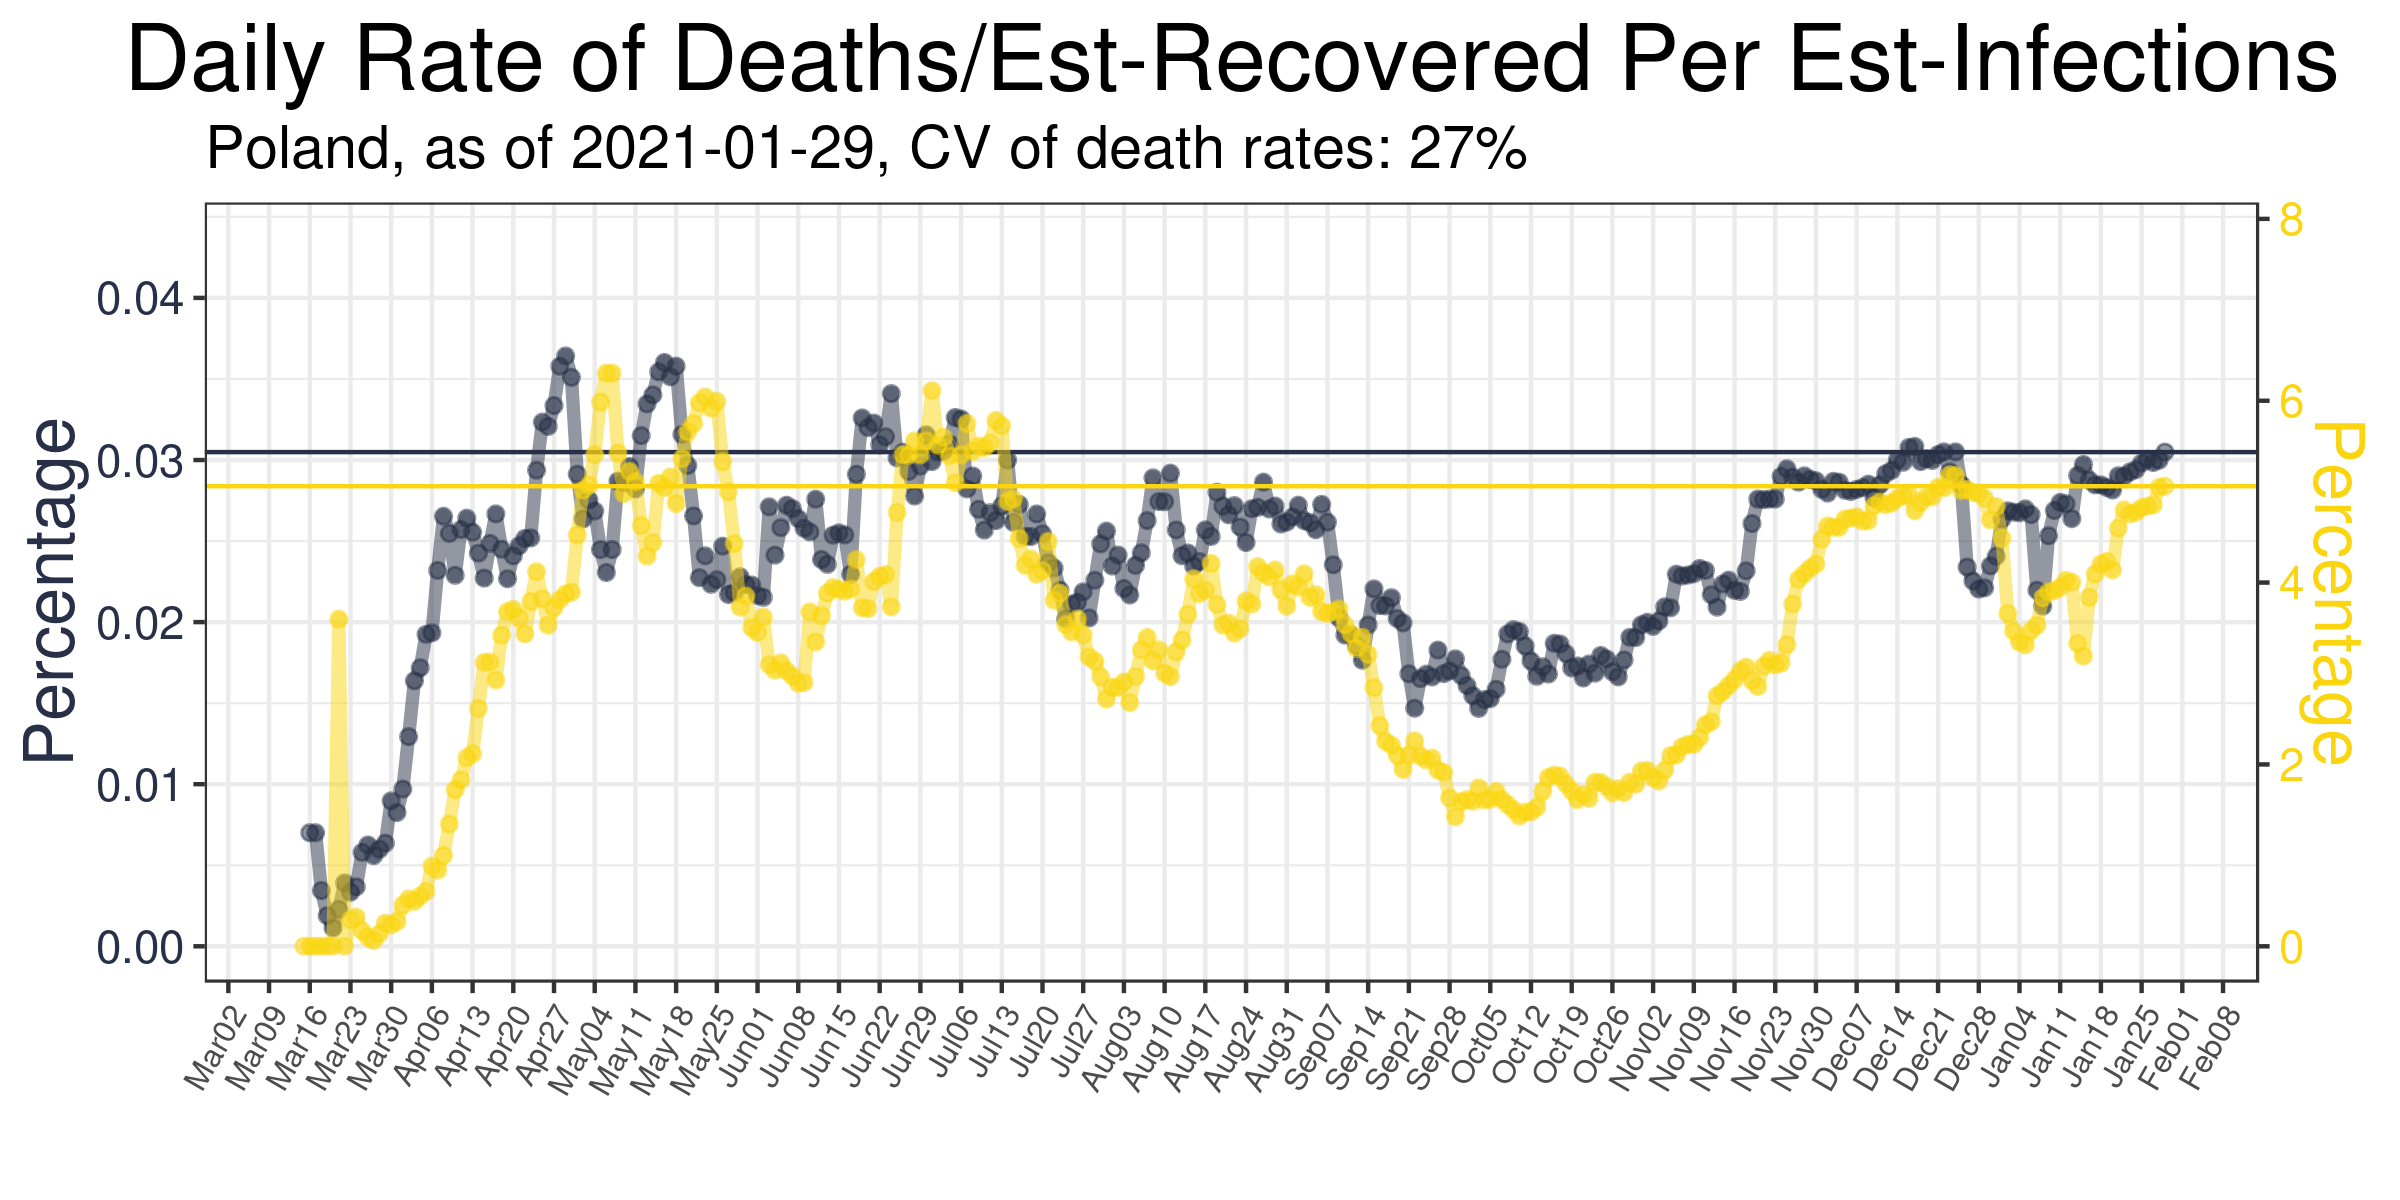 Daily Rate of Deaths/Est-Recovered Per Est-Infections
Poland, as of 2021-01-29, CV of death rates: 27%
Percentage
0.04
0.03
0.02
0.01
0.00
8
6
4
2
0
Percentage
Mar02
Mar09
Mar16
Mar23
Mar30
Apr06
Apr13
Apr20
Apr27
May04
May11
May18
May25
Jun01
Jun08
Jun15
Jun22
Jun29
Jul06
Jul13
Jul20
Jul27
Aug03
Aug10
Aug17
Aug24
Aug31
Sep07
Sep14
Sep21
Sep28
Oct05
Oct12
Oct19
Oct26
Nov02
Nov09
Nov16
Nov23
Nov30
Dec07
Dec14
Dec21
Dec28
Jan04
Jan11
Jan18
Jan25
Feb01
Feb08